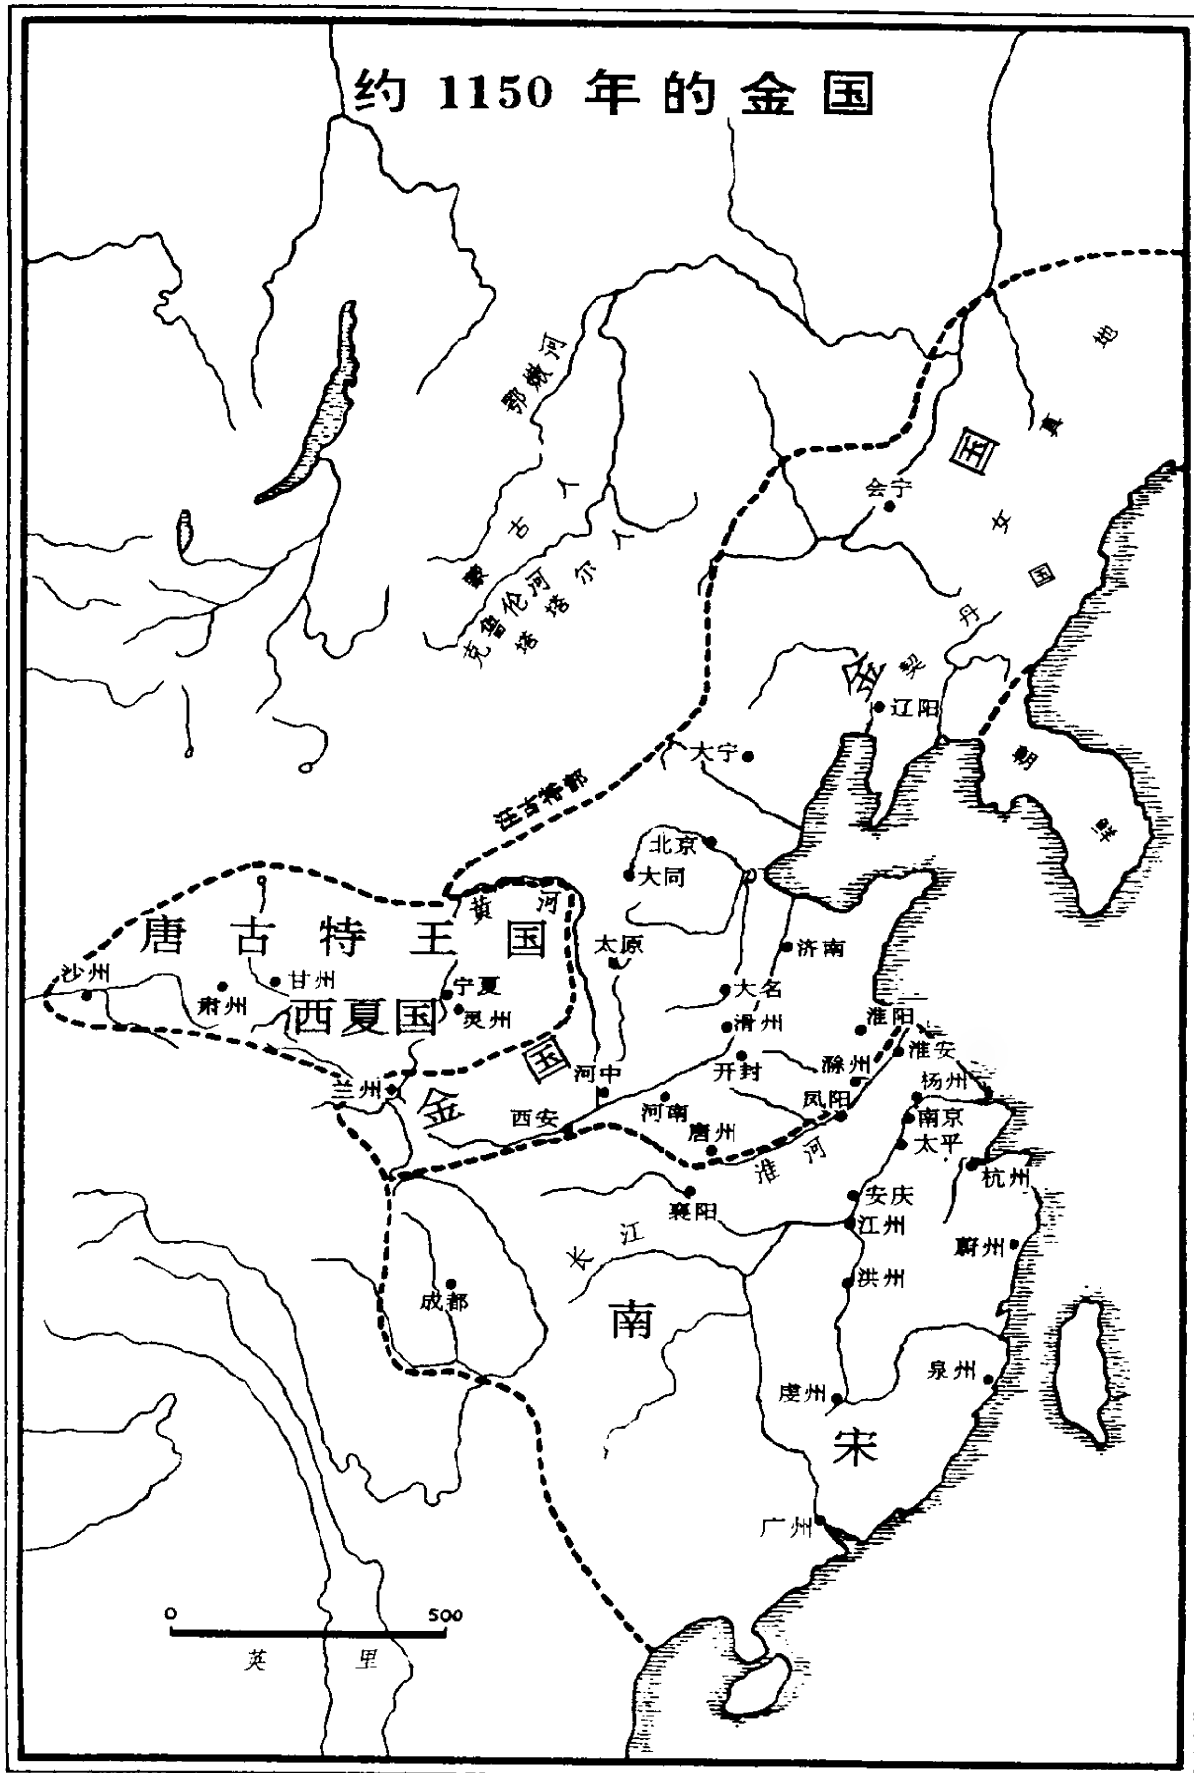 约 1150 年 的 金 国
鄂嫩河
蒙古人
克鲁伦河
塔塔尔人
女真地
金国
会宁
契丹国
辽阳
大宁
朝鲜
汪古特部
北京
大同
黄河
唐古特王国
西夏国
沙州
肃州
甘州
宁夏
灵州
太原
济南
大名
滑州
淮阳
淮安
滁州
开封
凤阳
杨州
南京
太平
金国
兰州
河中
西安
河南
唐州
淮河
杭州
襄阳
安庆
江州
蔚州
长江
洪州
成都
南宋
泉州
虔州
广州
0 500
英里